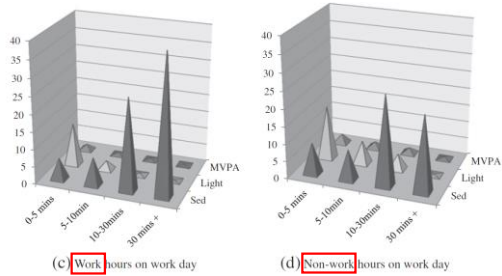 40
35
30
25
20
15
10
5
0
0-5 mins
5-10min
10-30mins
30 mins +
MVPA
Light
Sed
(c) Work hours on work day
40
35
30
25
20
15
10
5
0
0-5 mins
5-10min
10-30mins
30 mins +
MVPA
Light
Sed
(d) Non-work hours on work day